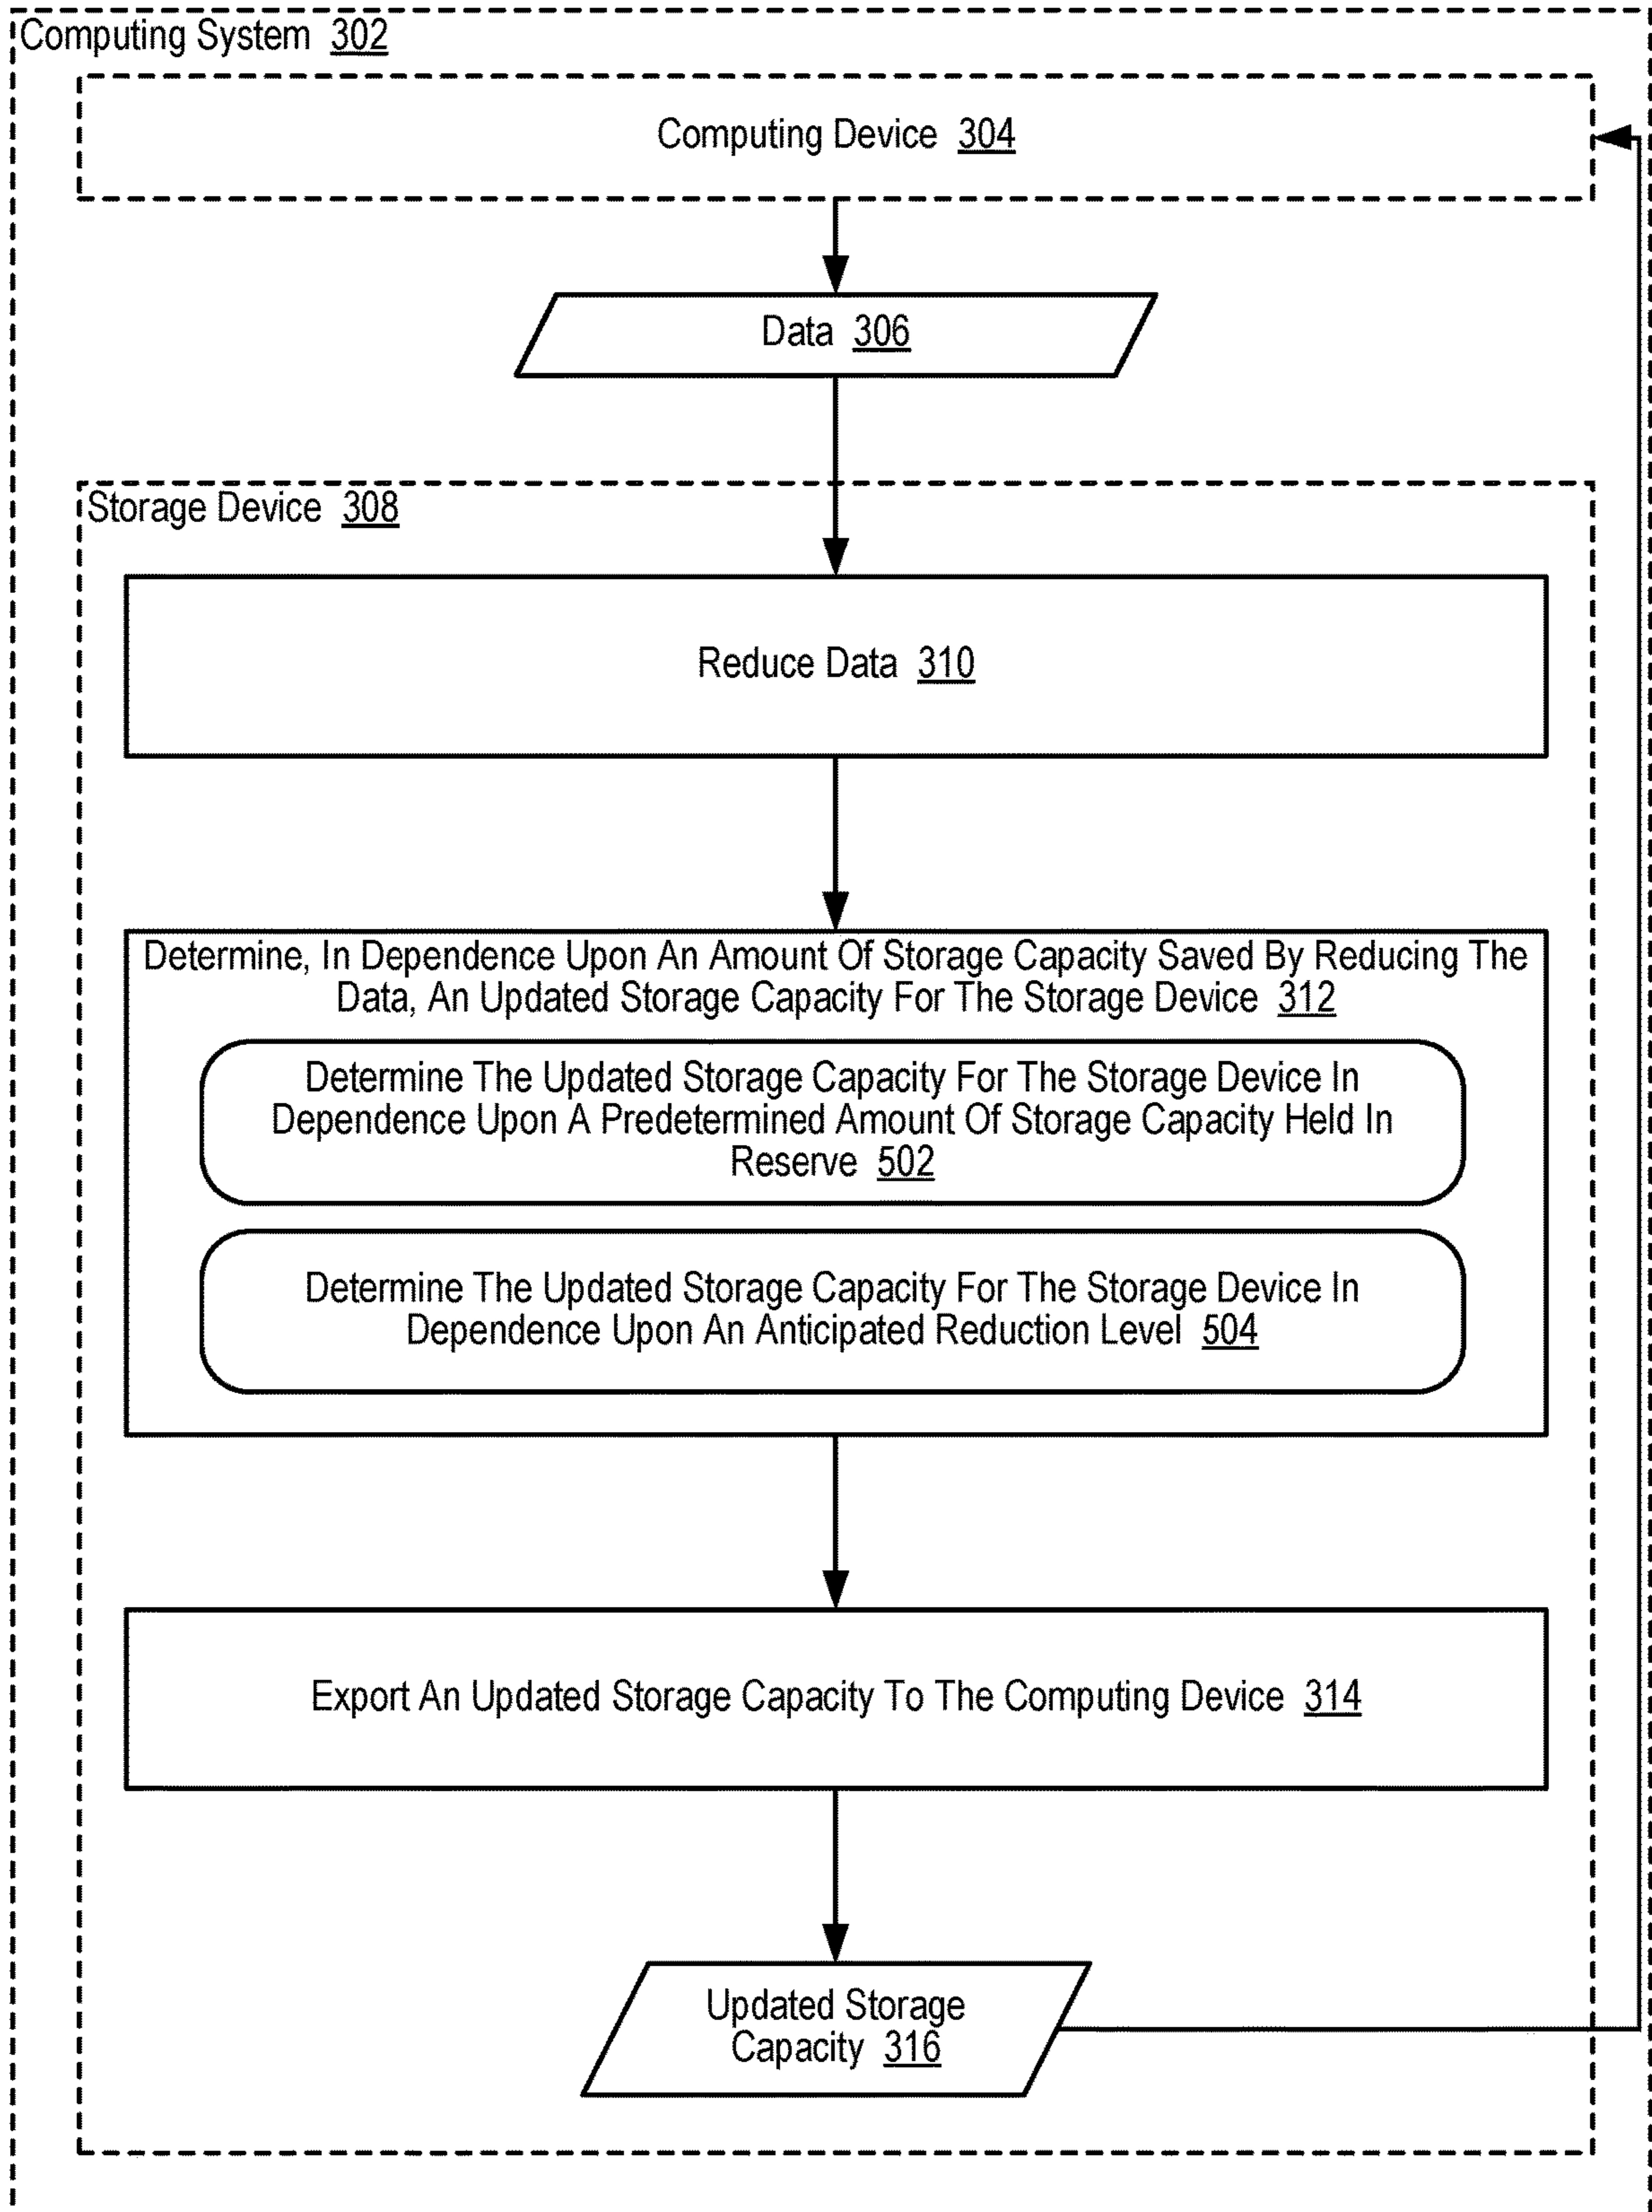 Computing System 302
Computing Device 304
Data 306
Storage Device 308
Reduce Data 310
Determine, In Dependence Upon An Amount Of Storage Capacity Saved By Reducing The
Data, An Updated Storage Capacity For The Storage Device 312
Determine The Updated Storage Capacity For The Storage Device In
Dependence Upon A Predetermined Amount Of Storage Capacity Held In
Reserve 502
Determine The Updated Storage Capacity For The Storage Device In
Dependence Upon An Anticipated Reduction Level 504
Export An Updated Storage Capacity To The Computing Device 314
Updated Storage
Capacity 316